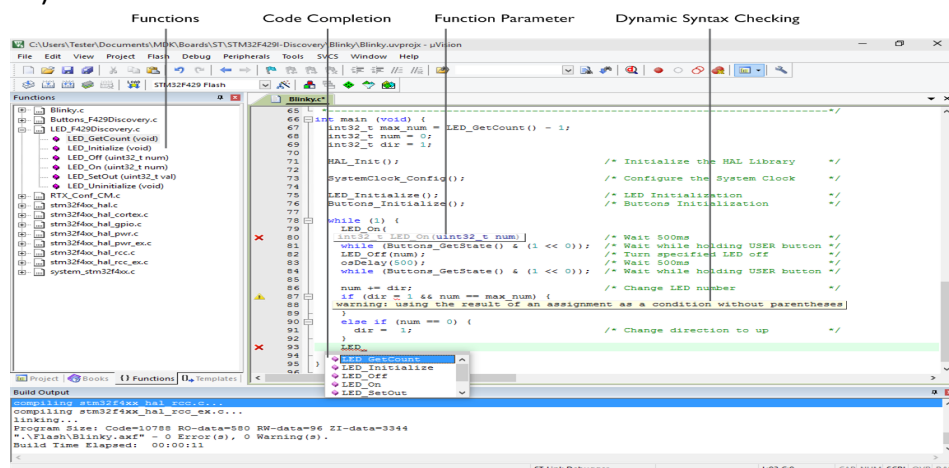 Functions Code Completion Function Parameter Dynamic Syntax Checking
C:\Users\Tester\Documents\MDK\Boards\ST\STM32F429I-Discovery\Blinky\Blinky.uvprojx - µVision
File Edit View Project Flash Debug Peripherals Tools SVCS Window Help
STM32F429 Flash
Functions
Blinky.c
Buttons_F429Discovery.c
LED_F429Discovery.c
LED_GetCount (void)
LED_Initialize (void)
LED_Off (uint32_t num)
LED_On (uint32_t num)
LED_SetOut (uint32_t val)
LED_Uninitialize (void)
RTX_Conf_CM.c
stm32f4xx_hal.c
stm32f4xx_hal_cortex.c
stm32f4xx_hal_gpio.c
stm32f4xx_hal_pwr.c
stm32f4xx_hal_pwr_ex.c
stm32f4xx_hal_rcc.c
stm32f4xx_hal_rcc_ex.c
system_stm32f4xx.c
Project Books {} Functions Templates
Blinky.c*
65 *----------------------------------------------------------------------------*/
66 int main (void) {
67 int32_t max_num = LED_GetCount() - 1;
68 int32_t num = 0;
69 int32_t dir = 1;
70
71 HAL_Init(); /* Initialize the HAL Library */
72
73 SystemClock_Config(); /* Configure the System Clock */
74
75 LED_Initialize(); /* LED Initialization */
76 Buttons_Initialize(); /* Buttons Initialization */
77
78 while (1) {
79 LED_On(
80 int32_t LED_On(uint32_t num) /* Wait 500ms */
81 while (Buttons_GetState() & (1 << 0)); /* Wait while holding USER button */
82 LED_Off(num); /* Turn specified LED off */
83 osDelay(500); /* Wait 500ms */
84 while (Buttons_GetState() & (1 << 0)); /* Wait while holding USER button */
85
86 num += dir; /* Change LED number */
87 if (dir = 1 && num == max_num) {
88 warning: using the result of an assignment as a condition without parentheses
89 }
90 else if (num == 0) {
91 dir = 1; /* Change direction to up */
92 }
93 LED_
94 LED_GetCount
95 } LED_Initialize
96 LED_Off
LED_On
LED_SetOut
Build Output
compiling stm32f4xx_hal_rcc.c...
compiling stm32f4xx_hal_rcc_ex.c...
linking...
Program Size: Code=10788 RO-data=580 RW-data=96 ZI-data=3344
".\Flash\Blinky.axf" - 0 Error(s), 0 Warning(s).
Build Time Elapsed: 00:00:11